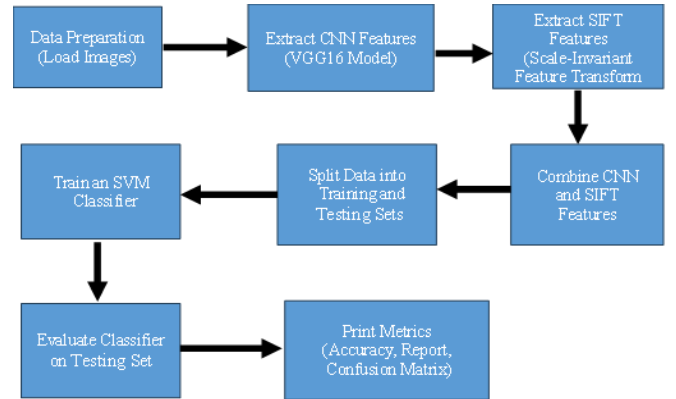 Data Preparation
(Load Images)
Extract CNN Features
(VGG16 Model)
Extract SIFT
Features
(Scale-Invariant
Feature Transform
Combine CNN
and SIFT
Features
Split Data into
Training and
Testing Sets
Train an SVM
Classifier
Evaluate Classifier
on Testing Set
Print Metrics
(Accuracy, Report,
Confusion Matrix)